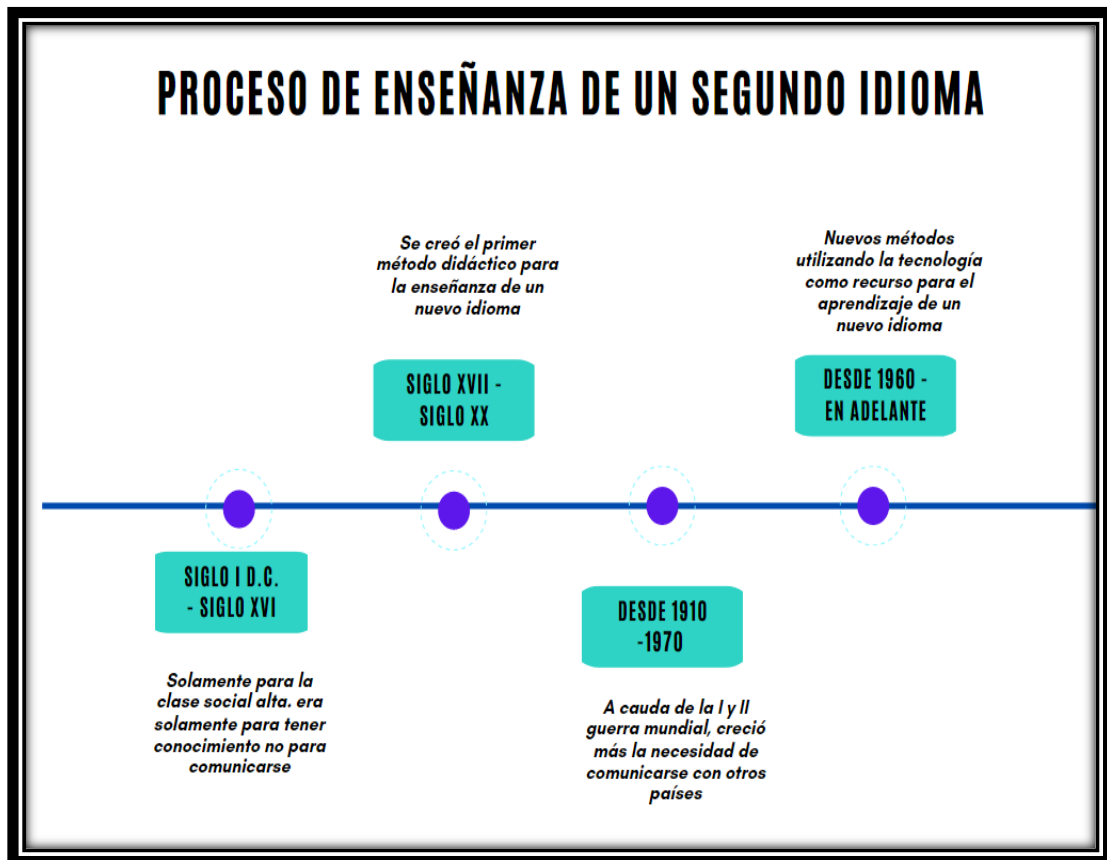 PROCESO DE ENSEÑANZA DE UN SEGUNDO IDIOMA
SIGLO I D.C.
- SIGLO XVI
Solamente para la
clase social alta. era
solamente para tener
conocimiento no para
comunicarse
Se creó el primer
método didáctico para
la enseñanza de un
nuevo idioma
SIGLO XVII -
SIGLO XX
DESDE 1910
-1970
A cauda de la I y II
guerra mundial, creció
más la necesidad de
comunicarse con otros
países
Nuevos métodos
utilizando la tecnología
como recurso para el
aprendizaje de un
nuevo idioma
DESDE 1960 -
EN ADELANTE